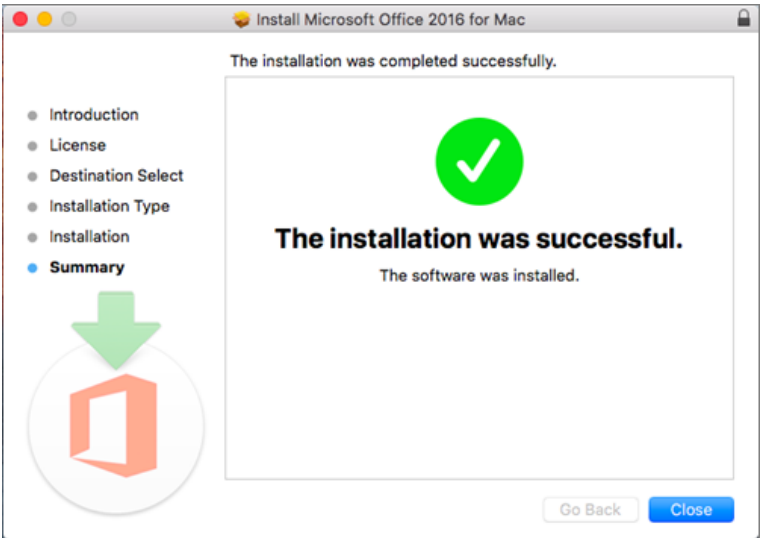 Install Microsoft Office 2016 for Mac
The installation was completed successfully.
Introduction
License
Destination Select
Installation Type
Installation
Summary
The installation was successful.
The software was installed.
Go Back
Close